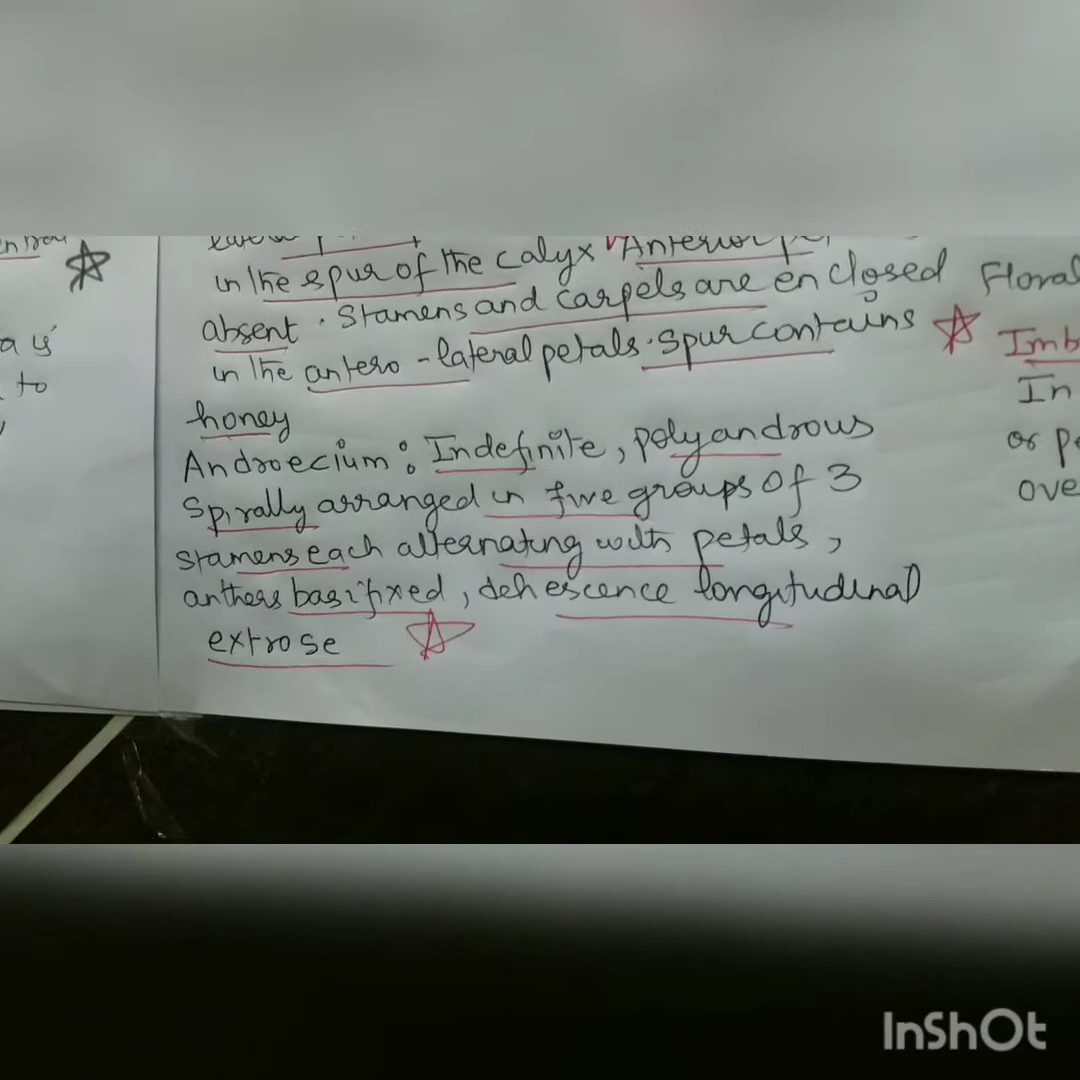 in the spur of the calyx Anterior
absent. Stamens and carpels are enclosed
in the antero-lateral petals. Spur contains
honey
Androecium: Indefinite, polyandrous
Spirally arranged in five groups of 3
stamens each alternating with petals,
anthers basifixed, dehescence longitudinal
extrose
to
Floral
Imb
In
or
ove
InShOt